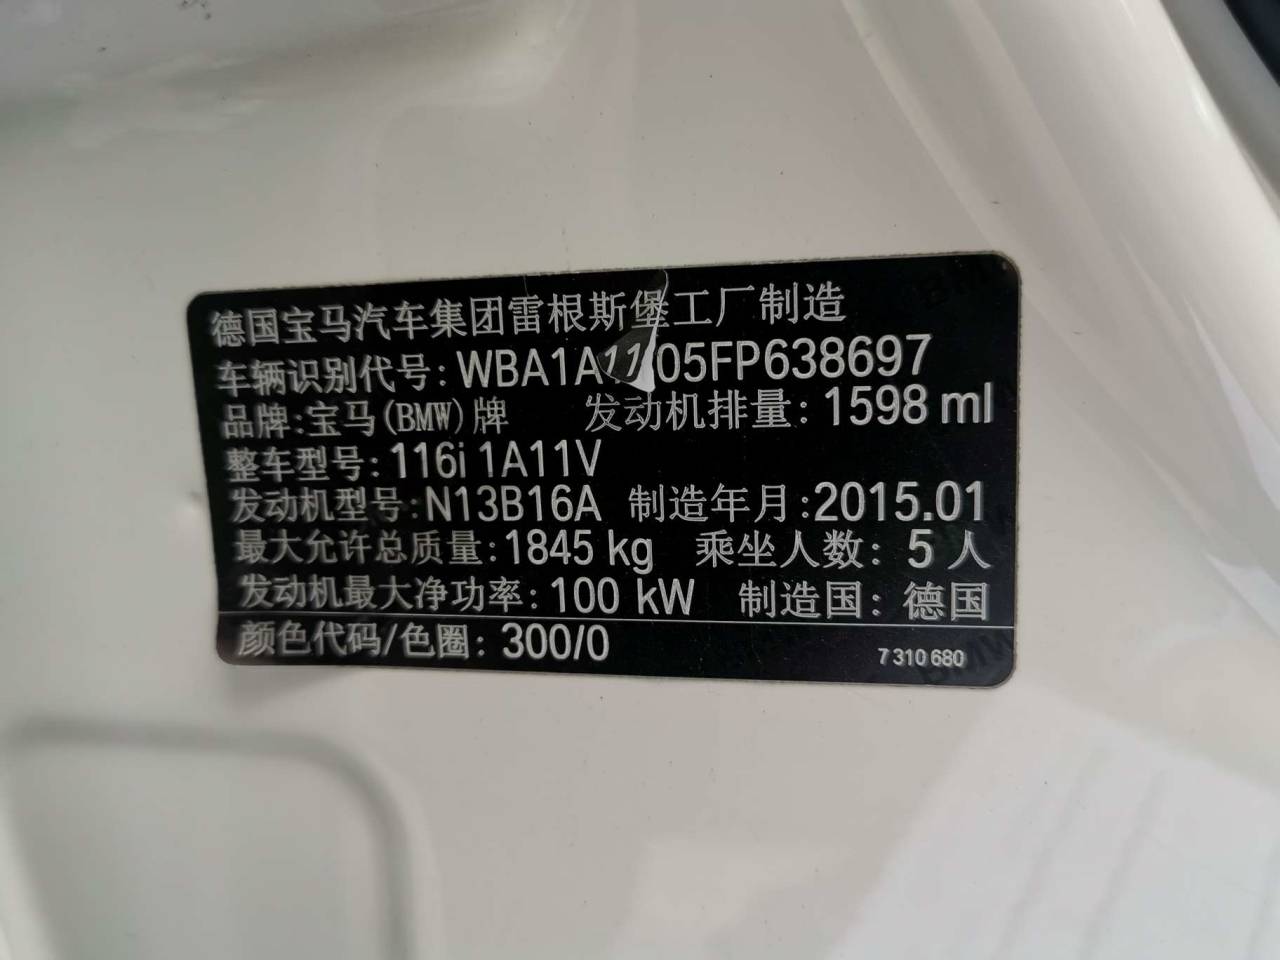 德国宝马汽车集团雷根斯堡工厂制造
车辆识别代号: WBA1A1105FP638697
品牌:宝马(BMW)牌 发动机排量: 1598 ml
整车型号: 116i 1A11V
发动机型号: N13B16A 制造年月: 2015.01
最大允许总质量: 1845 kg 乘坐人数: 5 人
发动机最大净功率: 100 kW 制造国: 德国
颜色代码/色圈: 300/0 7 310 680